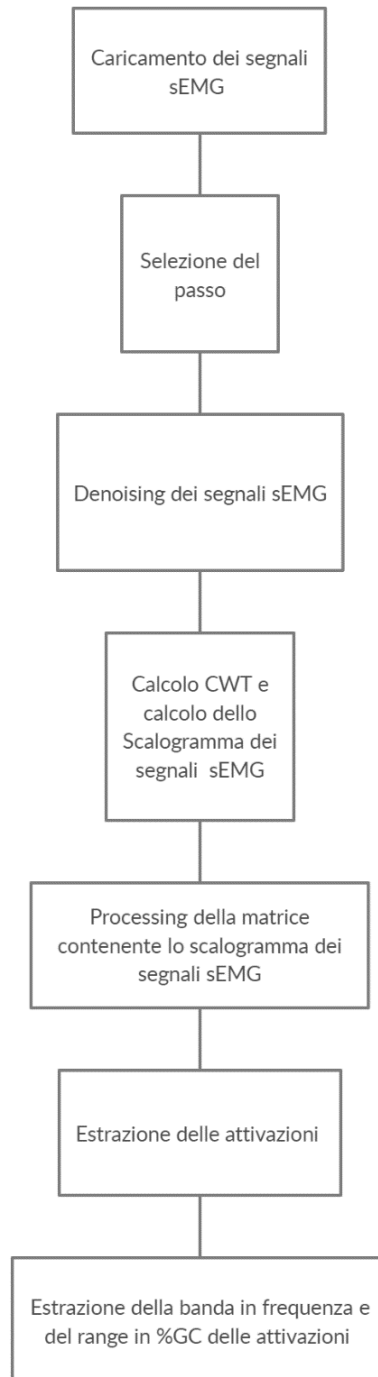 Caricamento dei segnali
sEMG
Selezione del
passo
Denoising dei segnali sEMG
Calcolo CWT e
calcolo dello
Scalogramma dei
segnali sEMG
Processing della matrice
contenente lo scalogramma dei
segnali sEMG
Estrazione delle attivazioni
Estrazione della banda in frequenza e
del range in %GC delle attivazioni